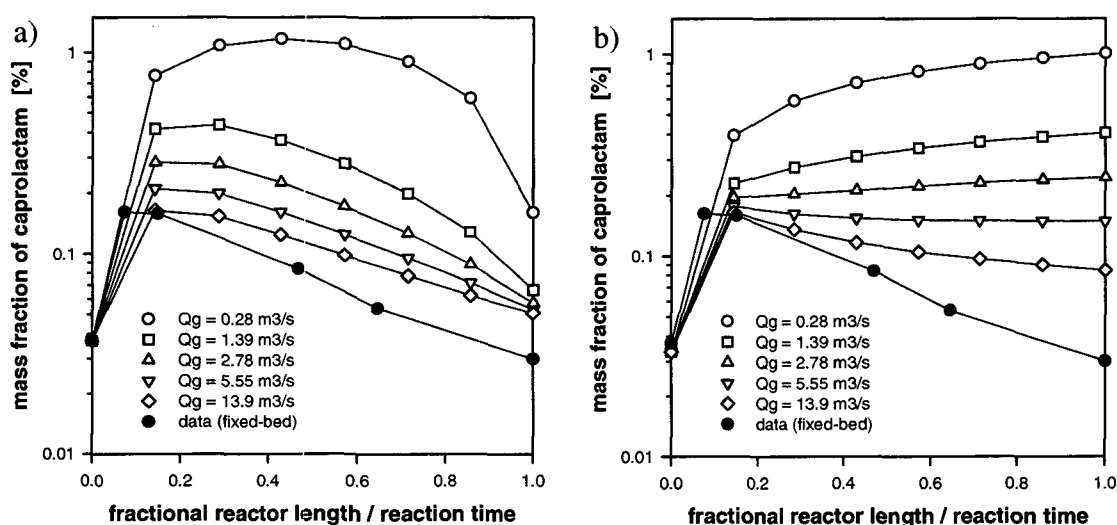 a)
mass fraction of caprolactam [%]
1
0.1
0.01
Qg = 0.28 m3/s
Qg = 1.39 m3/s
Qg = 2.78 m3/s
Qg = 5.55 m3/s
Qg = 13.9 m3/s
data (fixed-bed)
0.0 0.2 0.4 0.6 0.8 1.0
fractional reactor length / reaction time
b)
mass fraction of caprolactam [%]
1
0.1
0.01
Qg = 0.28 m3/s
Qg = 1.39 m3/s
Qg = 2.78 m3/s
Qg = 5.55 m3/s
Qg = 13.9 m3/s
data (fixed-bed)
0.0 0.2 0.4 0.6 0.8 1.0
fractional reactor length / reaction time